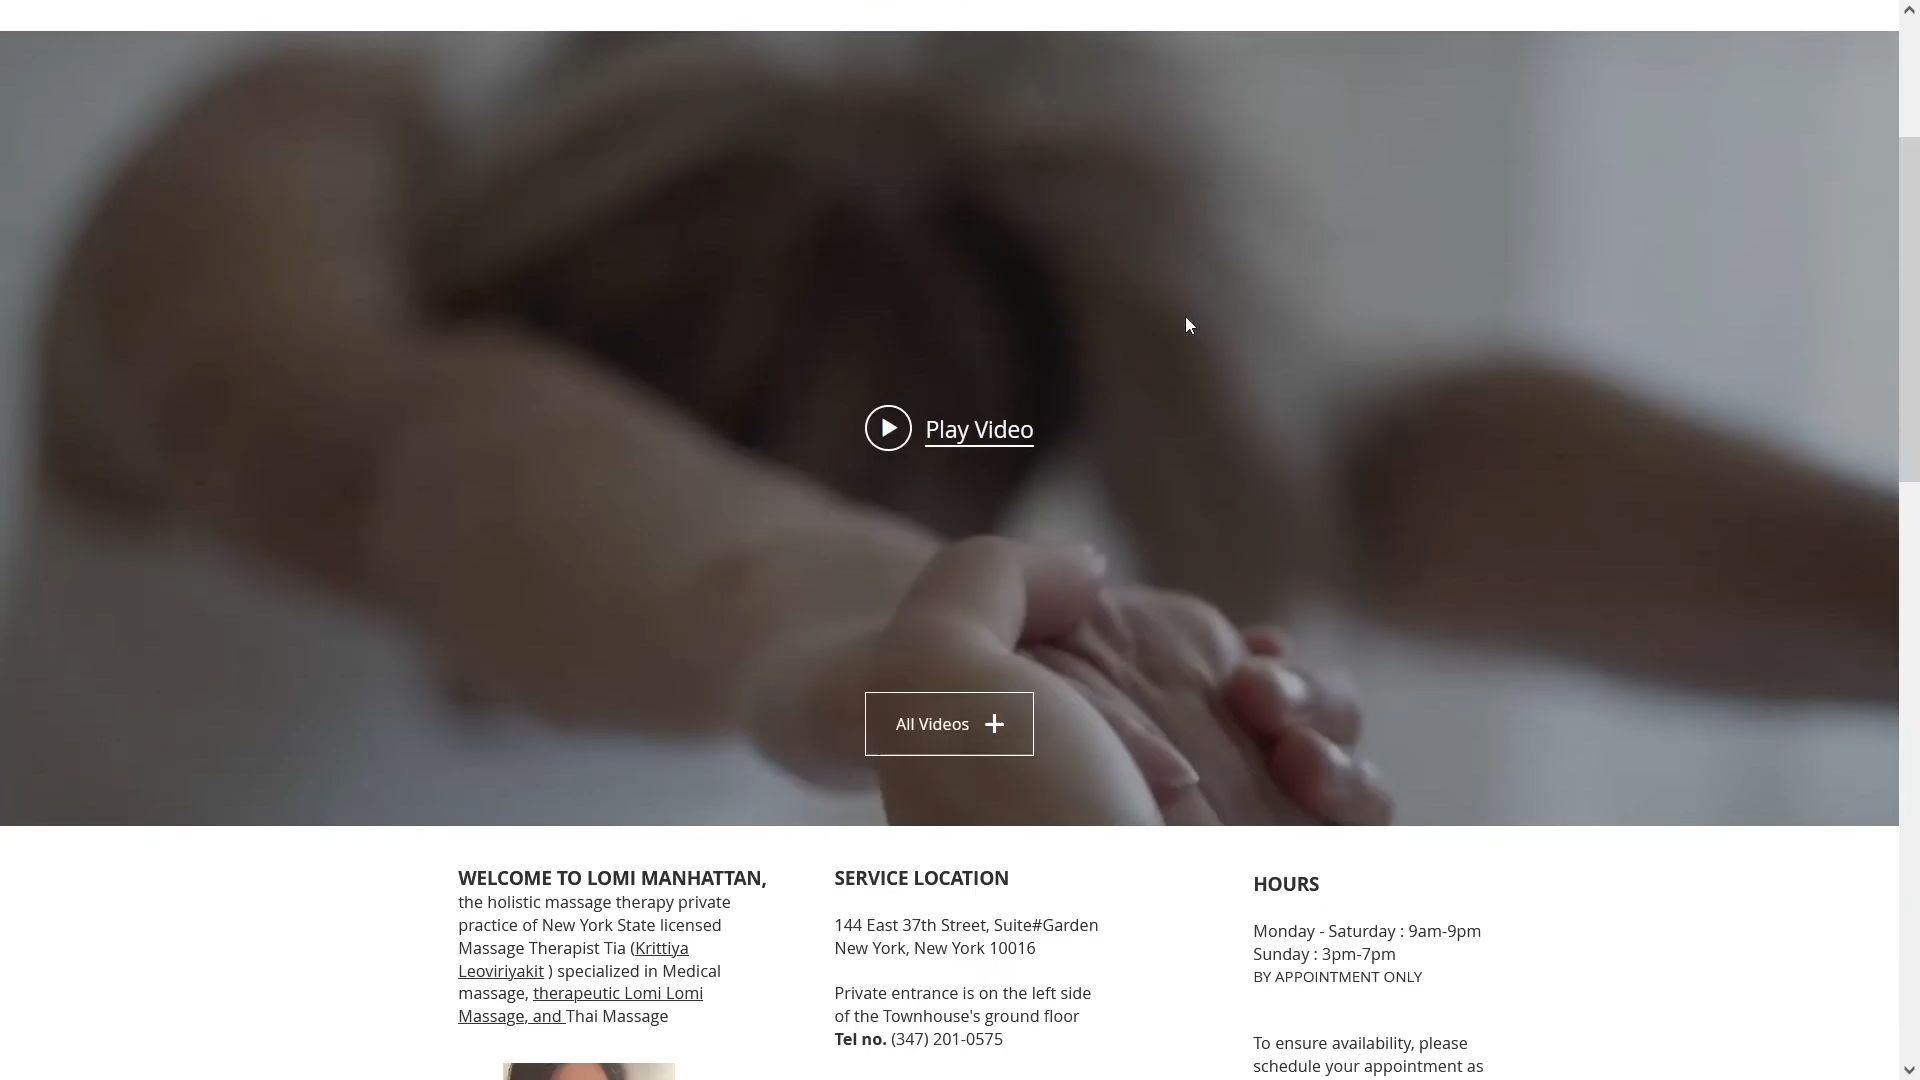 Play Video
All Videos
WELCOME TO LOMI MANHATTAN,
the holistic massage therapy private
practice of New York State licensed
Massage Therapist Tia (Krittiya
Leoviriyakit ) specialized in Medical
massage, therapeutic Lomi Lomi
Massage, and Thai Massage
SERVICE LOCATION
144 East 37th Street, Suite#Garden
New York, New York 10016
Private entrance is on the left side
of the Townhouse's ground floor
Tel no. (347) 201-0575
HOURS
Monday - Saturday : 9am-9pm
Sunday : 3pm-7pm
BY APPOINTMENT ONLY
To ensure availability, please
schedule your appointment as